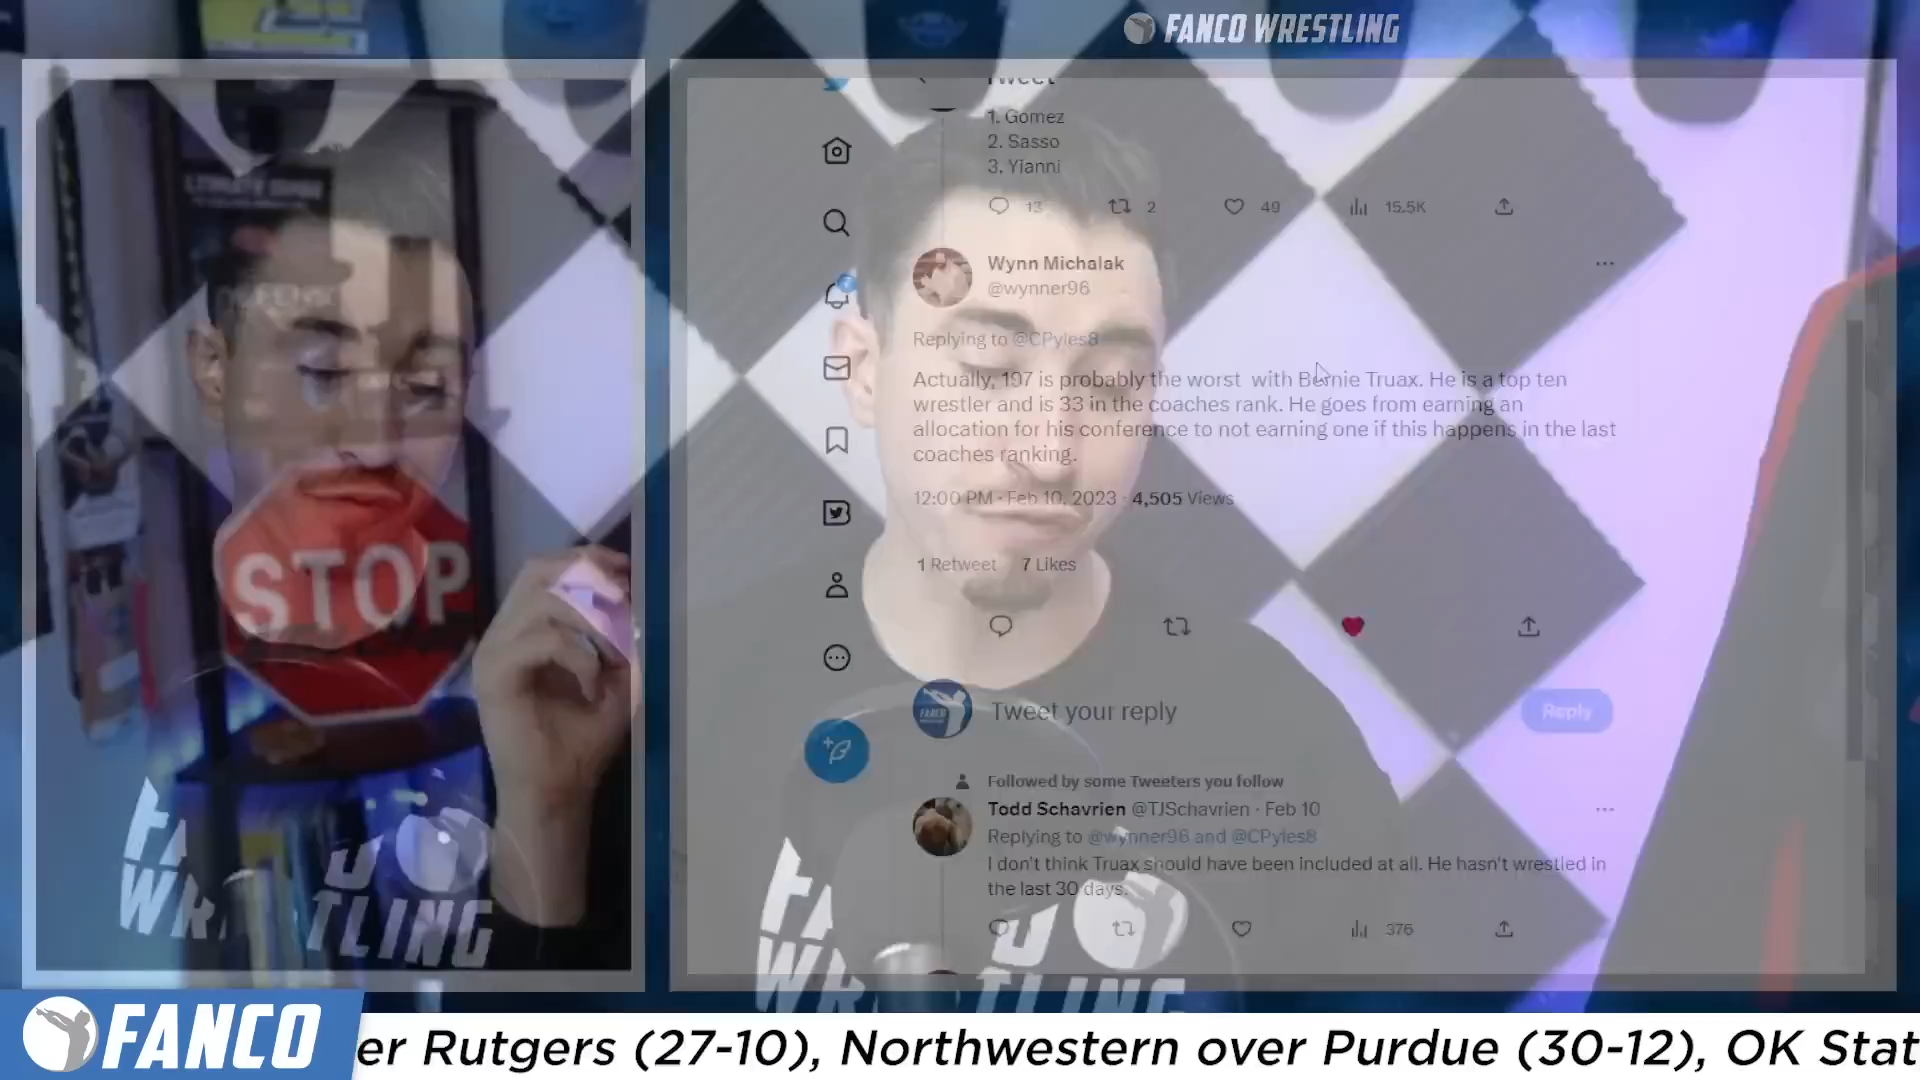 FANCO WRESTLING
Tweet
1. Gomez
2. Sasso
3. Yianni
13 2 49 15.5K
Wynn Michalak
@wynner96
Replying to @CPyles8
Actually, 197 is probably the worst with Bernie Truax. He is a top ten
wrestler and is 33 in the coaches rank. He goes from earning an
allocation for his conference to not earning one if this happens in the last
coaches ranking.
12:00 PM · Feb 10, 2023 · 4,505 Views
1 Retweet 7 Likes
STOP
FANCO
Tweet your reply
Reply
Followed by some Tweeters you follow
Todd Schavrien @TJSchavrien · Feb 10
Replying to @wynner96 and @CPyles8
I don't think Truax should have been included at all. He hasn't wrestled in
the last 30 days.
376
FANCO
er Rutgers (27-10), Northwestern over Purdue (30-12), OK Stat